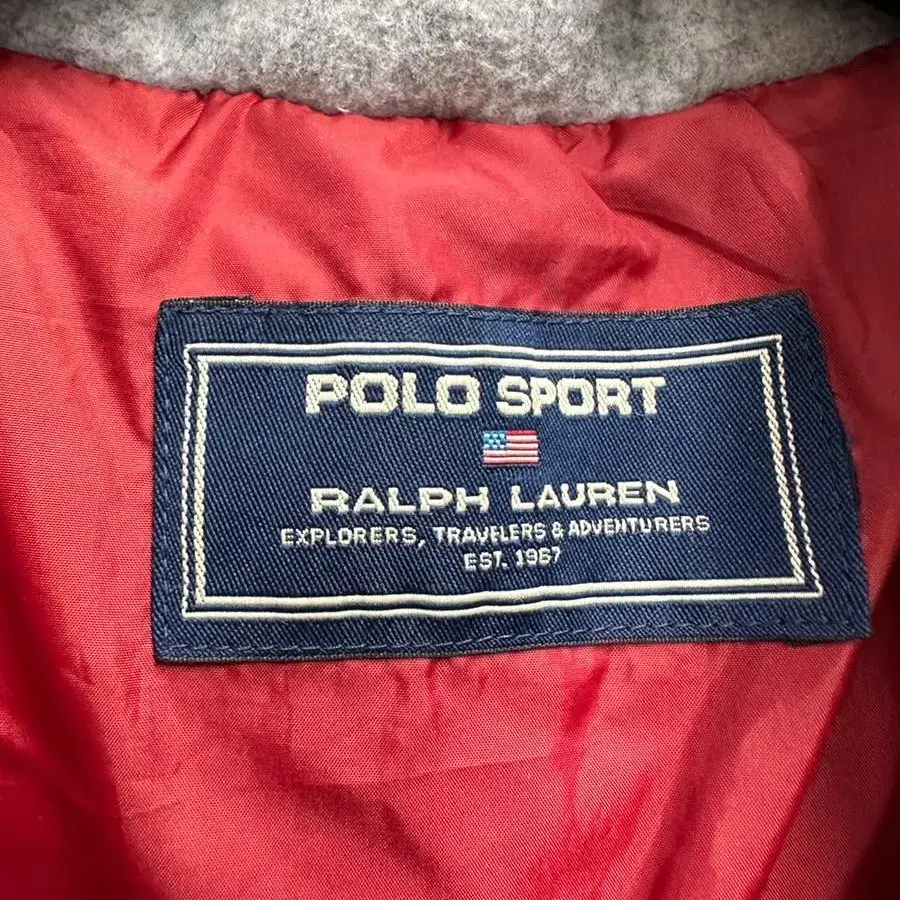 POLO SPORT
RALPH LAUREN
EXPLORERS, TRAVELERS & ADVENTURERS
EST. 1967